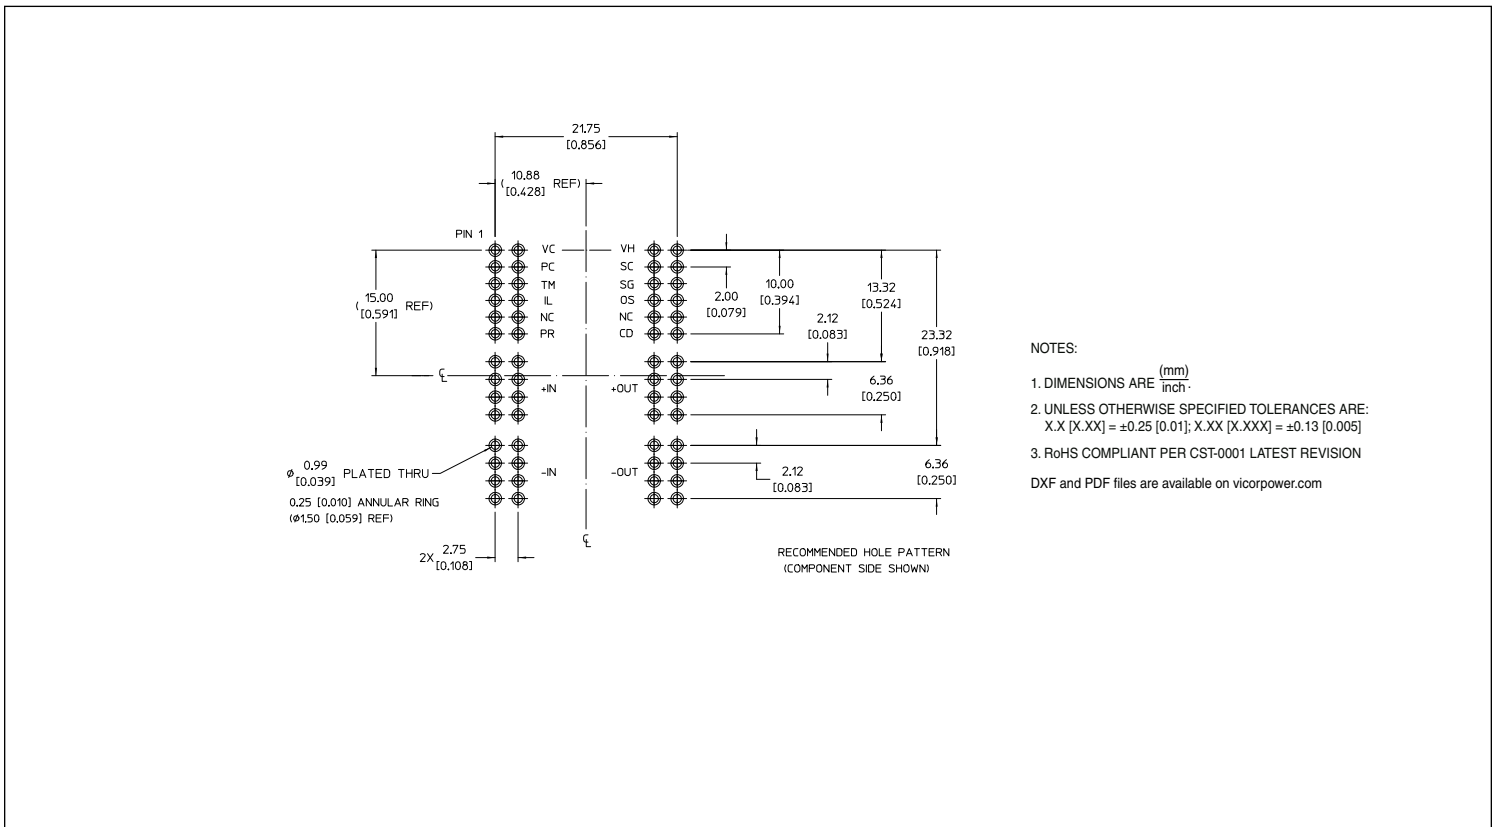 21.75
[0.856]
( 10.88 REF)
[0.428]
PIN 1
VC
VH
PC
SC
TM
SG
IL
OS
NC
NC
PR
CD
( 15.00 REF)
[0.591]
2.00
[0.079]
10.00
[0.394]
13.32
[0.524]
2.12
[0.083]
23.32
[0.918]
℄
+IN
+OUT
6.36
[0.250]
-IN
-OUT
2.12
[0.083]
6.36
[0.250]
ø 0.99 PLATED THRU
[0.039]
0.25 [0.010] ANNULAR RING
(ø1.50 [0.059] REF)
℄
2X 2.75
[0.108]
RECOMMENDED HOLE PATTERN
(COMPONENT SIDE SHOWN)
NOTES:
1. DIMENSIONS ARE (mm)
inch.
2. UNLESS OTHERWISE SPECIFIED TOLERANCES ARE:
X.X [X.XX] = ±0.25 [0.01]; X.XX [X.XXX] = ±0.13 [0.005]
3. RoHS COMPLIANT PER CST-0001 LATEST REVISION
DXF and PDF files are available on vicorpower.com